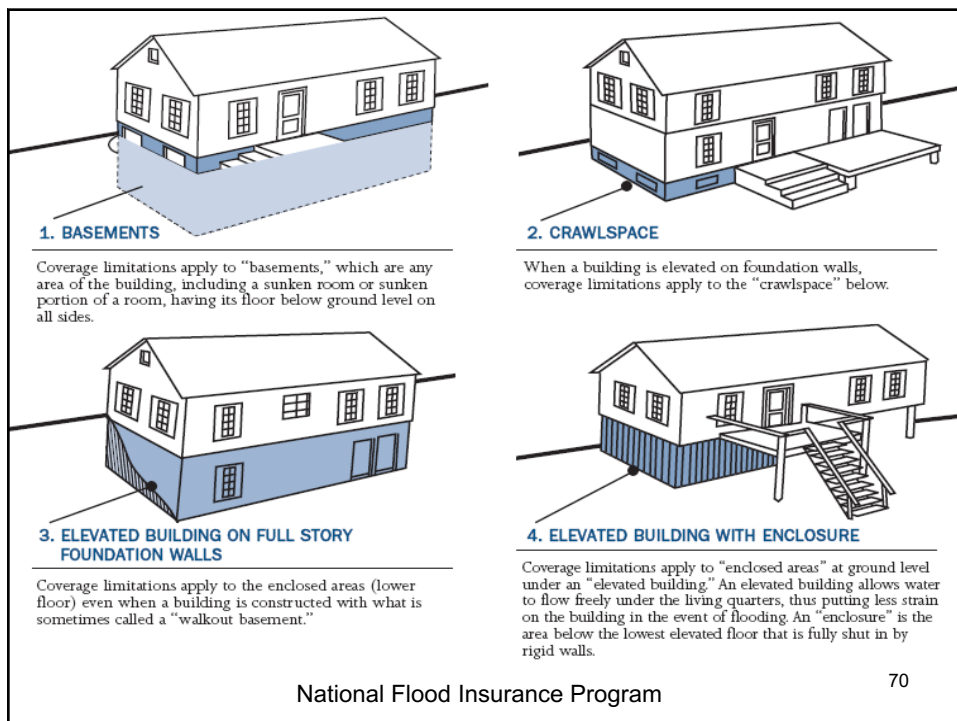 1. BASEMENTS
Coverage limitations apply to “basements,” which are any
area of the building, including a sunken room or sunken
portion of a room, having its floor below ground level on
all sides.
2. CRAWLSPACE
When a building is elevated on foundation walls,
coverage limitations apply to the “crawlspace” below.
3. ELEVATED BUILDING ON FULL STORY
FOUNDATION WALLS
Coverage limitations apply to the enclosed areas (lower
floor) even when a building is constructed with what is
sometimes called a “walkout basement.”
4. ELEVATED BUILDING WITH ENCLOSURE
Coverage limitations apply to “enclosed areas” at ground level
under an “elevated building.” An elevated building allows water
to flow freely under the living quarters, thus putting less strain
on the building in the event of flooding. An “enclosure” is the
area below the lowest elevated floor that is fully shut in by
rigid walls.
National Flood Insurance Program
70